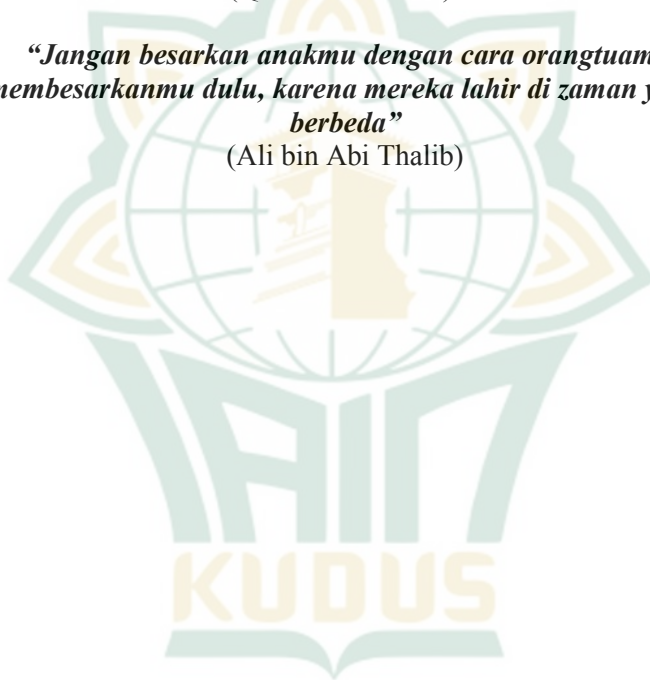 “Jangan besarkan anakmu dengan cara orangtuam
membesarkanmu dulu, karena mereka lahir di zaman y
berbeda”
(Ali bin Abi Thalib)
IAIN
KUDUS